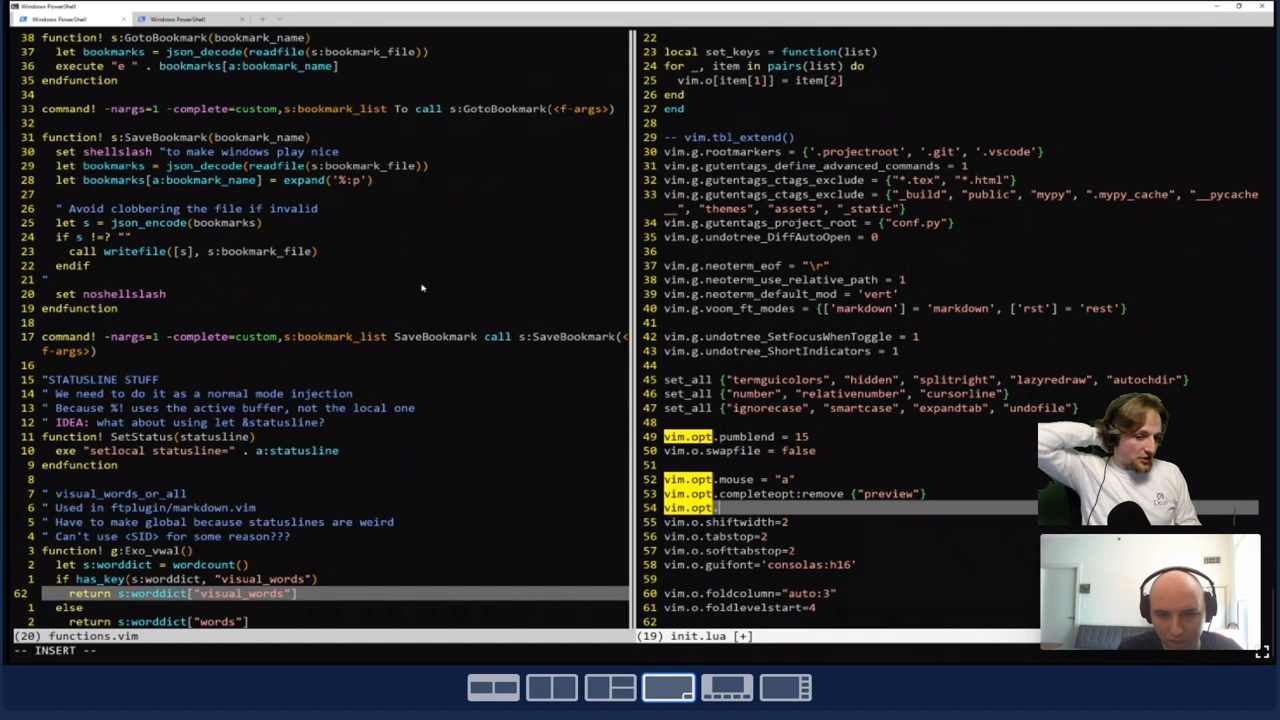 Windows PowerShell
Windows PowerShell
Windows PowerShell
38 function! s:GotoBookmark(bookmark_name)
37 let bookmarks = json_decode(readfile(s:bookmark_file))
36 execute "e " . bookmarks[a:bookmark_name]
35 endfunction
34
33 command! -nargs=1 -complete=custom,s:bookmark_list To call s:GotoBookmark(<f-args>)
32
31 function! s:SaveBookmark(bookmark_name)
30 set shellslash "to make windows play nice
29 let bookmarks = json_decode(readfile(s:bookmark_file))
28 let bookmarks[a:bookmark_name] = expand('%:p')
27
26 " Avoid clobbering the file if invalid
25 let s = json_encode(bookmarks)
24 if s !=? ""
23 call writefile([s], s:bookmark_file)
22 endif
21 "
20 set noshellslash
19 endfunction
18
17 command! -nargs=1 -complete=custom,s:bookmark_list SaveBookmark call s:SaveBookmark(<
f-args>)
16
15 "STATUSLINE STUFF
14 " We need to do it as a normal mode injection
13 " Because %! uses the active buffer, not the local one
12 " IDEA: what about using let &statusline?
11 function! SetStatus(statusline)
10 exe "setlocal statusline=" . a:statusline
9 endfunction
8
7 " visual_words_or_all
6 " Used in ftplugin/markdown.vim
5 " Have to make global because statuslines are weird
4 " Can't use <SID> for some reason???
3 function! g:Exo_vwal()
2 let s:worddict = wordcount()
1 if has_key(s:worddict, "visual_words")
62 return s:worddict["visual_words"]
1 else
2 return s:worddict["words"]
(20) functions.vim
-- INSERT --
22
23 local set_keys = function(list)
24 for _, item in pairs(list) do
25 vim.o[item[1]] = item[2]
26 end
27 end
28
29 -- vim.tbl_extend()
30 vim.g.rootmarkers = {'.projectroot', '.git', '.vscode'}
31 vim.g.gutentags_define_advanced_commands = 1
32 vim.g.gutentags_ctags_exclude = {"*.tex", "*.html"}
33 vim.g.gutentags_ctags_exclude = {"_build", "public", "mypy", ".mypy_cache", "__pycache
__", "themes", "assets", "_static"}
34 vim.g.gutentags_project_root = {"conf.py"}
35 vim.g.undotree_DiffAutoOpen = 0
36
37 vim.g.neoterm_eof = "\r"
38 vim.g.neoterm_use_relative_path = 1
39 vim.g.neoterm_default_mod = 'vert'
40 vim.g.voom_ft_modes = {['markdown'] = 'markdown', ['rst'] = 'rest'}
41
42 vim.g.undotree_SetFocusWhenToggle = 1
43 vim.g.undotree_ShortIndicators = 1
44
45 set_all {"termguicolors", "hidden", "splitright", "lazyredraw", "autochdir"}
46 set_all {"number", "relativenumber", "cursorline"}
47 set_all {"ignorecase", "smartcase", "expandtab", "undofile"}
48
49 vim.opt.pumblend = 15
50 vim.o.swapfile = false
51
52 vim.opt.mouse = "a"
53 vim.opt.completeopt:remove {"preview"}
54 vim.opt.
55 vim.o.shiftwidth=2
56 vim.o.tabstop=2
57 vim.o.softtabstop=2
58 vim.o.guifont='consolas:h16'
59
60 vim.o.foldcolumn="auto:3"
61 vim.o.foldlevelstart=4
62
(19) init.lua [+]